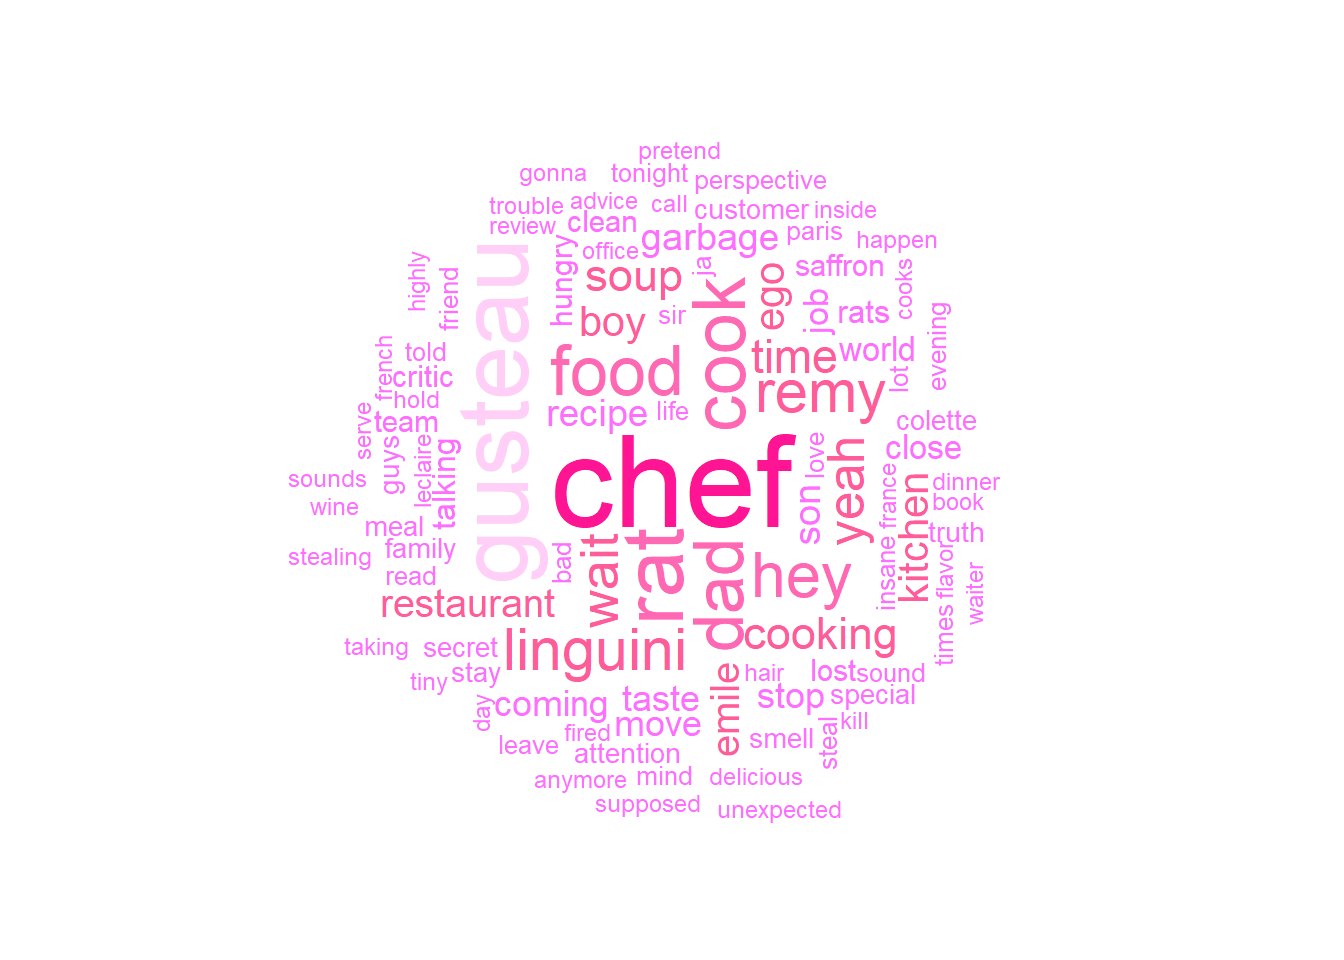 pretend
gonna
tonight
perspective
trouble
advice
call
customer
inside
review
clean
office
garbage
paris
happen
highly
friend
gusteau
hungry
soup
ja
cook
ego
saffron
cooks
boy
sir
job
rats
evening
french
told
critic
hold
food
time
world
remy
lot
serve
team
guys
leclaire
talking
recipe
life
chef
love
son
yeah
colette
close
sounds
wine
meal
family
stealing
read
restaurant
bad
wait
rat
dad
hey
insane
france
kitchen
dinner
book
truth
flavor
times
waiter
linguini
cooking
taking
secret
tiny
stay
day
coming
taste
move
emile
hair
lost
sound
stop
special
kill
steal
smell
leave
fired
attention
anymore
mind
delicious
supposed
unexpected